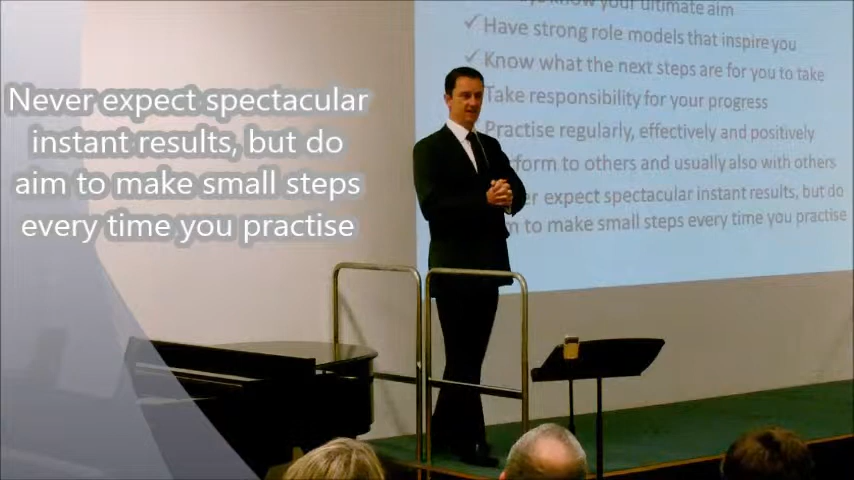 Never expect spectacular
instant results, but do
aim to make small steps
every time you practise
know your ultimate aim
✓ Have strong role models that inspire you
✓ Know what the next steps are for you to take
Take responsibility for your progress
Practise regularly, effectively and positively
form to others and usually also with others
er expect spectacular instant results, but do
m to make small steps every time you practise